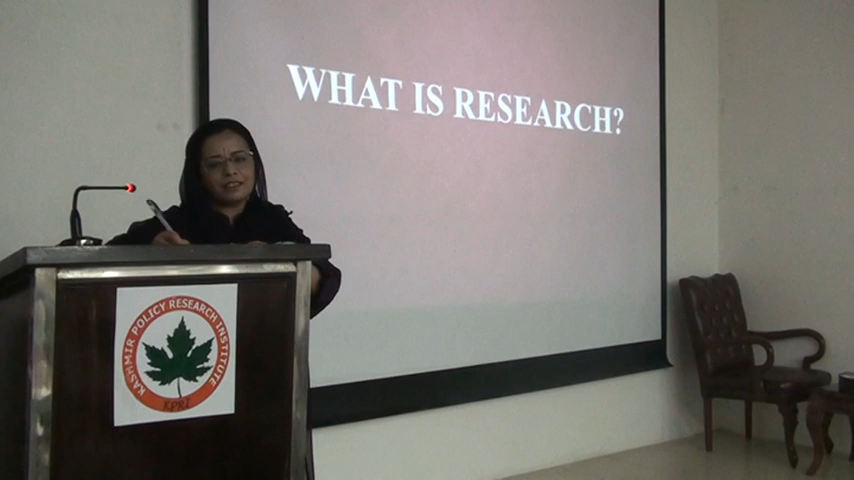 WHAT IS RESEARCH?
KASHMIR POLICY RESEARCH INSTITUTE
KPRI